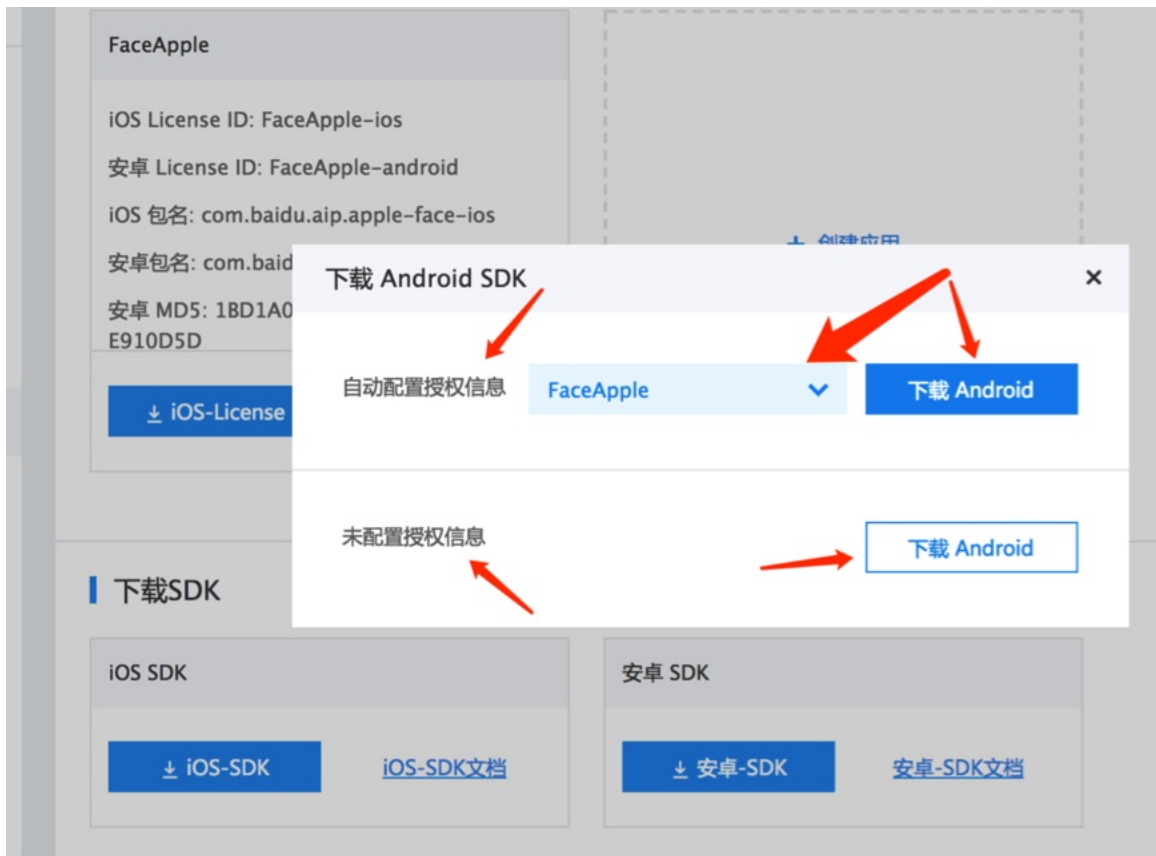 FaceApple
iOS License ID: FaceApple-ios
安卓 License ID: FaceApple-android
iOS 包名: com.baidu.aip.apple-face-ios
安卓包名: com.baid
安卓 MD5: 1BD1A0
E910D5D
iOS-License
+ 创建应用
下载 Android SDK
自动配置授权信息
FaceApple
下载 Android
未配置授权信息
下载 Android
下载SDK
iOS SDK
iOS-SDK
iOS-SDK文档
安卓 SDK
安卓-SDK
安卓-SDK文档